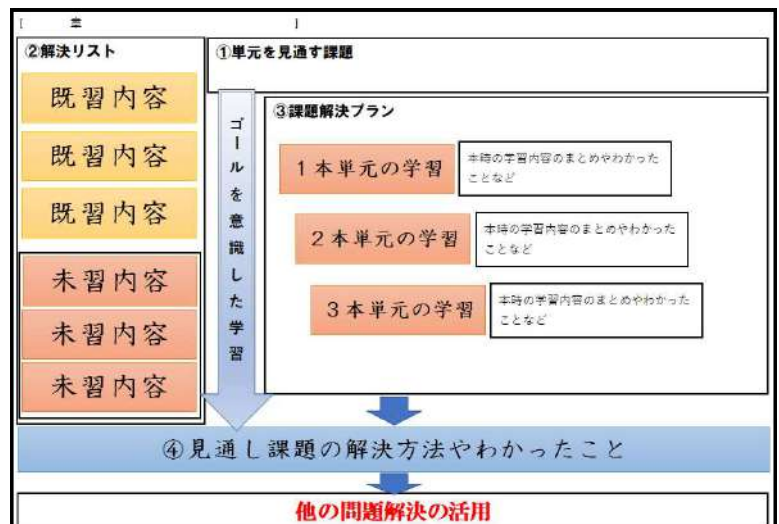 [ 章 ]
②解決リスト
既習内容
既習内容
既習内容
未習内容
未習内容
未習内容
①単元を見通す課題
ゴールを意識した学習
③課題解決プラン
1本単元の学習
本時の学習内容のまとめやわかった
ことなど
2本単元の学習
本時の学習内容のまとめやわかった
ことなど
3本単元の学習
本時の学習内容のまとめやわかった
ことなど
④見通し課題の解決方法やわかったこと
他の問題解決の活用